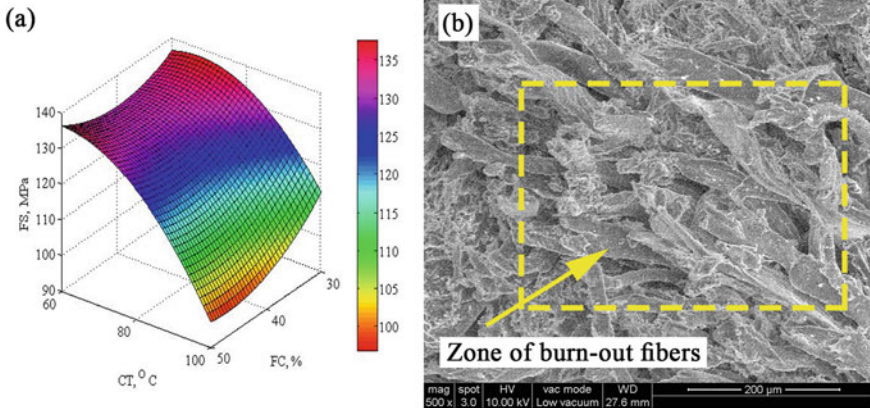 (a)
140
130
120
110
100
90
FS, MPa
60
80
100
CT, ° C
50
40
30
FC, %
135
130
125
120
115
110
105
100
(b)
Zone of burn-out fibers
mag spot HV vac mode WD
500 x 3.0 10.00 kV Low vacuum 27.6 mm
200 µm